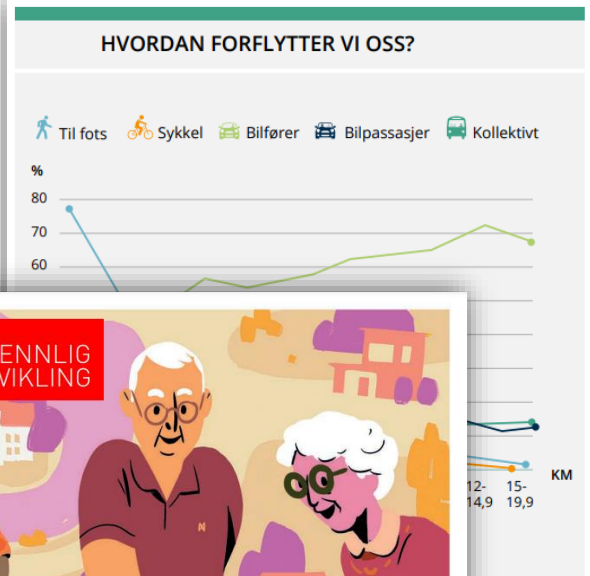 HVORDAN FORFLYTTER VI OSS?
Til fots Sykkel Bilfører Bilpassasjer Kollektivt
%
80
70
60
ENNLIG
VIKLING
KM
12-
14,9
15-
19,9
N